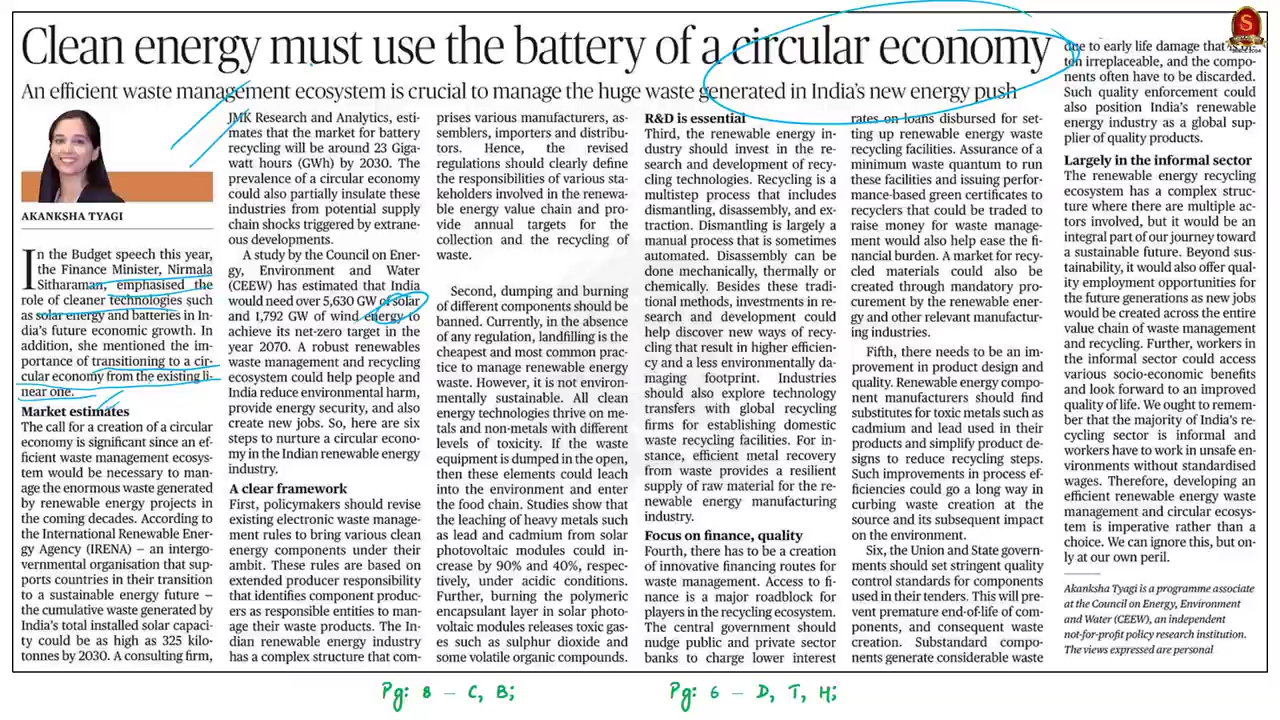 Clean energy must use the battery of a circular economy
An efficient waste management ecosystem is crucial to manage the huge waste generated in India's new energy push
AKANKSHA TYAGI
In the Budget speech this year,
the Finance Minister, Nirmala
Sitharaman, emphasised the
role of cleaner technologies such
as solar energy and batteries in In-
dia's future economic growth. In
addition, she mentioned the im-
portance of transitioning to a cir-
cular economy from the existing li-
near one.
Market estimates
The call for a creation of a circular
economy is significant since an ef-
ficient waste management ecosys-
tem would be necessary to man-
age the enormous waste generated
by renewable energy projects in
the coming decades. According to
the International Renewable Ener-
gy Agency (IRENA) – an intergo-
vernmental organisation that sup-
ports countries in their transition
to a sustainable energy future –
the cumulative waste generated by
India's total installed solar capaci-
ty could be as high as 325 kilo-
tonnes by 2030. A consulting firm,
JMK Research and Analytics, esti-
mates that the market for battery
recycling will be around 23 Giga-
watt hours (GWh) by 2030. The
prevalence of a circular economy
could also partially insulate these
industries from potential supply
chain shocks triggered by extrane-
ous developments.
A study by the Council on Ener-
gy, Environment and Water
(CEEW) has estimated that India
would need over 5,630 GW of solar
and 1,792 GW of wind energy to
achieve its net-zero target in the
year 2070. A robust renewables
waste management and recycling
ecosystem could help people and
India reduce environmental harm,
provide energy security, and also
create new jobs. So, here are six
steps to nurture a circular econo-
my in the Indian renewable energy
industry.
A clear framework
First, policymakers should revise
existing electronic waste manage-
ment rules to bring various clean
energy components under their
ambit. These rules are based on
extended producer responsibility
that identifies component produc-
ers as responsible entities to man-
age their waste products. The In-
dian renewable energy industry
has a complex structure that com-
prises various manufacturers, as-
semblers, importers and distribu-
tors. Hence, the revised
regulations should clearly define
the responsibilities of various sta-
keholders involved in the renewa-
ble energy value chain and pro-
vide annual targets for the
collection and the recycling of
waste.
Second, dumping and burning
of different components should be
banned. Currently, in the absence
of any regulation, landfilling is the
cheapest and most common prac-
tice to manage renewable energy
waste. However, it is not environ-
mentally sustainable. All clean
energy technologies thrive on me-
tals and non-metals with different
levels of toxicity. If the waste
equipment is dumped in the open,
then these elements could leach
into the environment and enter
the food chain. Studies show that
the leaching of heavy metals such
as lead and cadmium from solar
photovoltaic modules could in-
crease by 90% and 40%, respec-
tively, under acidic conditions.
Further, burning the polymeric
encapsulant layer in solar photo-
voltaic modules releases toxic gas-
es such as sulphur dioxide and
some volatile organic compounds.
R&D is essential
Third, the renewable energy in-
dustry should invest in the re-
search and development of recy-
cling technologies. Recycling is a
multistep process that includes
dismantling, disassembly, and ex-
traction. Dismantling is largely a
manual process that is sometimes
automated. Disassembly can be
done mechanically, thermally or
chemically. Besides these tradi-
tional methods, investments in re-
search and development could
help discover new ways of recy-
cling that result in higher efficien-
cy and a less environmentally da-
maging footprint. Industries
should also explore technology
transfers with global recycling
firms for establishing domestic
waste recycling facilities. For in-
stance, efficient metal recovery
from waste provides a resilient
supply of raw material for the re-
newable energy manufacturing
industry.
Focus on finance, quality
Fourth, there has to be a creation
of innovative financing routes for
waste management. Access to fi-
nance is a major roadblock for
players in the recycling ecosystem.
The central government should
nudge public and private sector
banks to charge lower interest
rates on loans disbursed for set-
ting up renewable energy waste
recycling facilities. Assurance of a
minimum waste quantum to run
these facilities and issuing perfor-
mance-based green certificates to
recyclers that could be traded to
raise money for waste manage-
ment would also help ease the fi-
nancial burden. A market for recy-
cled materials could also be
created through mandatory pro-
curement by the renewable ener-
gy and other relevant manufactur-
ing industries.
Fifth, there needs to be an im-
provement in product design and
quality. Renewable energy compo-
nent manufacturers should find
substitutes for toxic metals such as
cadmium and lead used in their
products and simplify product de-
signs to reduce recycling steps.
Such improvements in process ef-
ficiencies could go a long way in
curbing waste creation at the
source and its subsequent impact
on the environment.
Six, the Union and State govern-
ments should set stringent quality
control standards for components
used in their tenders. This will pre-
vent premature end-of-life of com-
ponents, and consequent waste
creation. Substandard compo-
nents generate considerable waste
due to early life damage that is of-
ten irreplaceable, and the compo-
nents often have to be discarded.
Such quality enforcement could
also position India's renewable
energy industry as a global sup-
plier of quality products.
Largely in the informal sector
The renewable energy recycling
ecosystem has a complex struc-
ture where there are multiple ac-
tors involved, but it would be an
integral part of our journey toward
a sustainable future. Beyond sus-
tainability, it would also offer qual-
ity employment opportunities for
the future generations as new jobs
would be created across the entire
value chain of waste management
and recycling. Further, workers in
the informal sector could access
various socio-economic benefits
and look forward to an improved
quality of life. We ought to remem-
ber that the majority of India's re-
cycling sector is informal and
workers have to work in unsafe en-
vironments without standardised
wages. Therefore, developing an
efficient renewable energy waste
management and circular ecosys-
tem is imperative rather than a
choice. We can ignore this, but on-
ly at our own peril.
Akanksha Tyagi is a programme associate
at the Council on Energy, Environment
and Water (CEEW), an independent
not-for-profit policy research institution.
The views expressed are personal
Pg: 8 – C, B;
Pg: 6 – D, T, H;